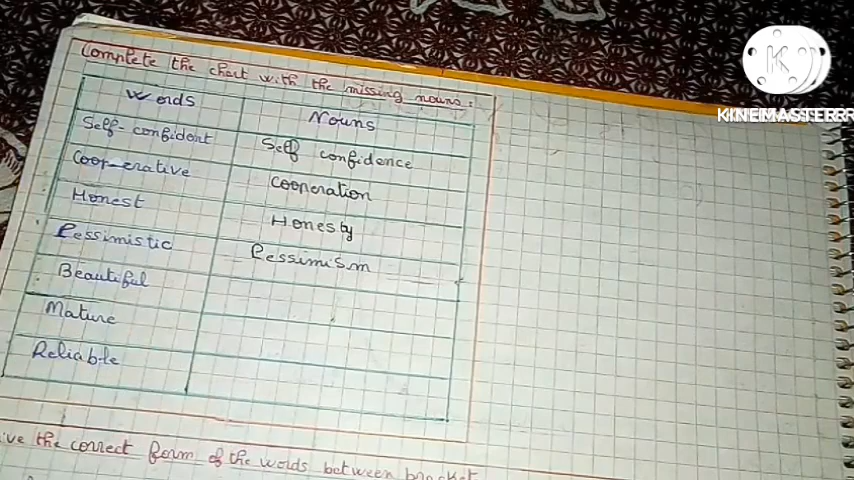 Complete the chart with the missing nouns:
Words Nouns
Self-confident Self confidence
Cooperative Cooperation
Honest Honesty
Pessimistic Pessimism
Beautiful
Mature
Reliable
the correct form of the words between bracket
K
KINEMASTER